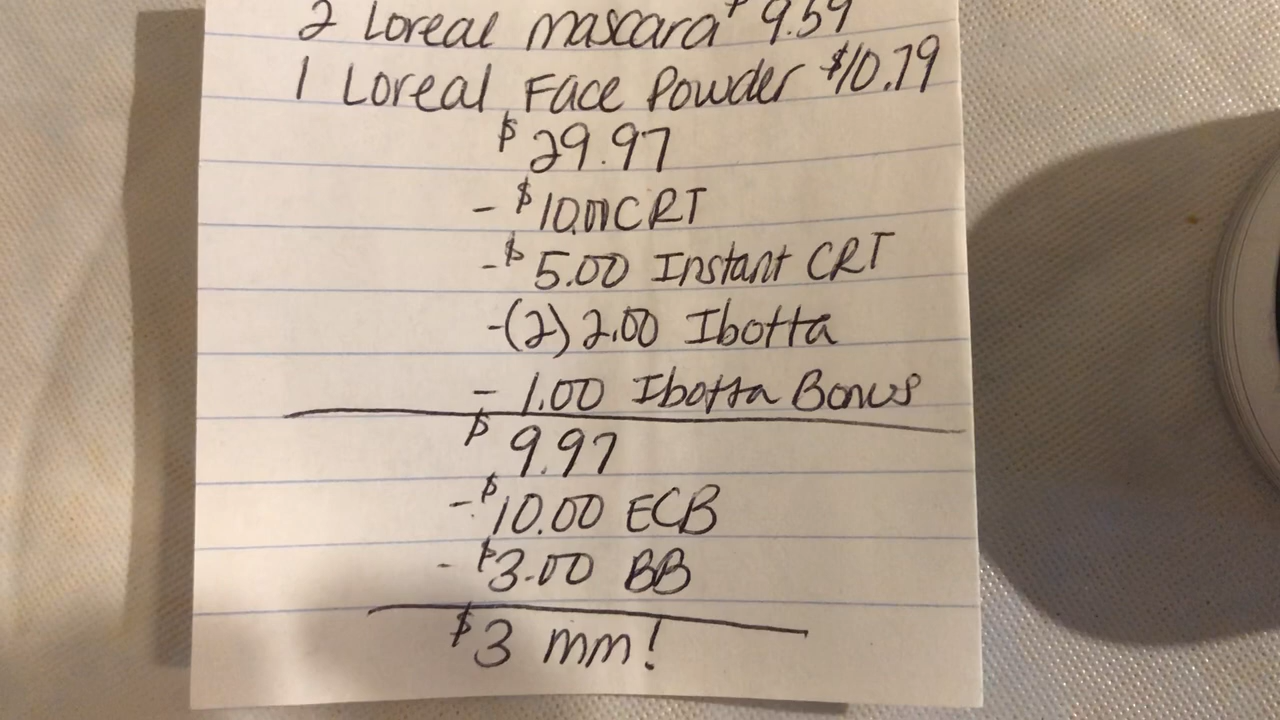 2 Loreal mascara $ 9.59
1 Loreal Face Powder $10.79
$ 29.97
- $10.00 CRT
-$ 5.00 Instant CRT
-(2) 2.00 Ibotta
- 1.00 Ibotta Bonus
$ 9.97
-$10.00 ECB
- $3.00 BB
$3 mm!